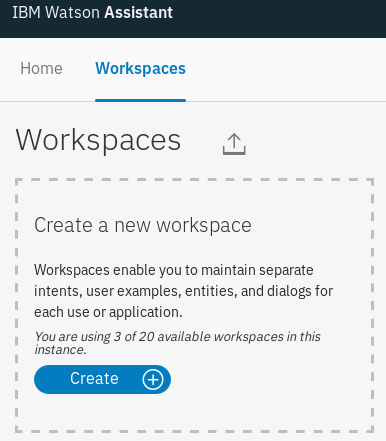 IBM Watson Assistant
Home Workspaces
Workspaces
Create a new workspace
Workspaces enable you to maintain separate
intents, user examples, entities, and dialogs for
each use or application.
You are using 3 of 20 available workspaces in this
instance.
Create